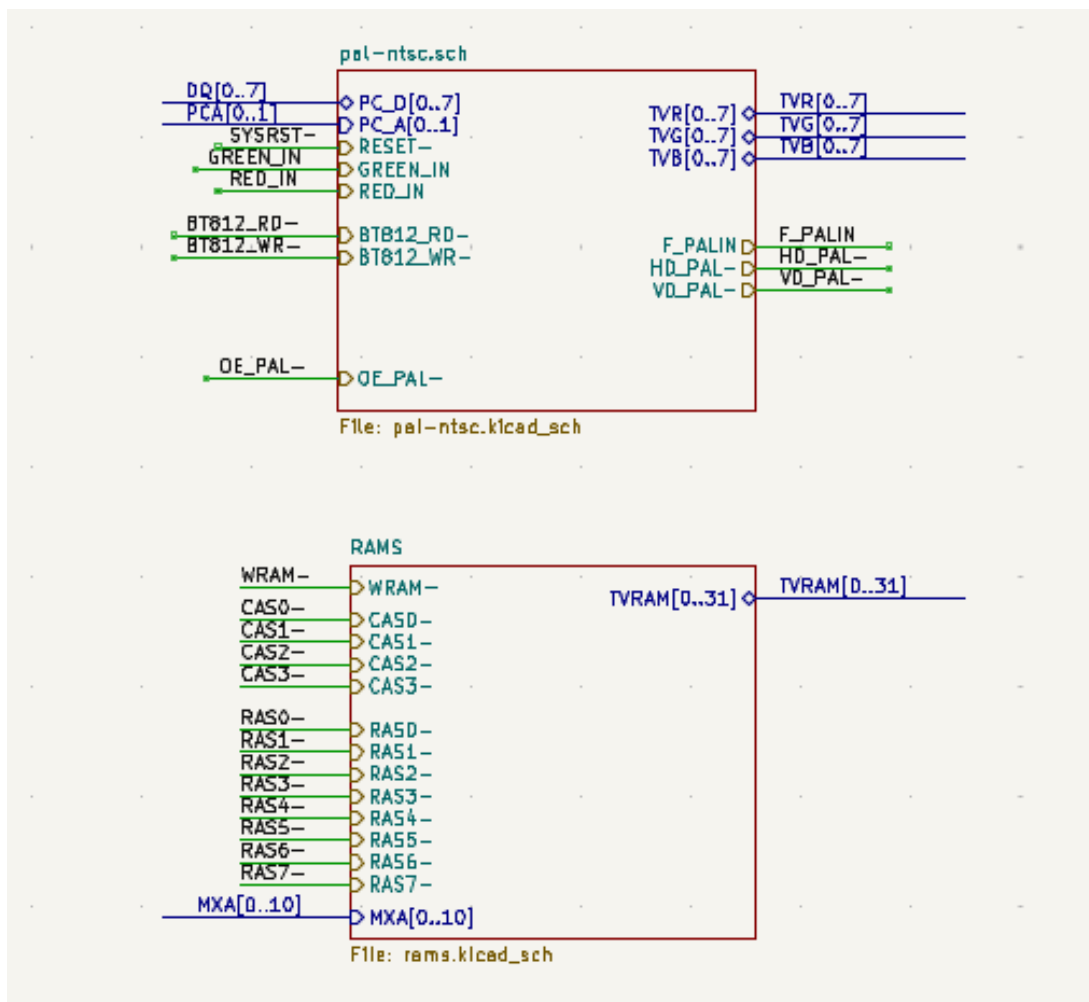 pal-ntsc.sch
DQ[0..7]
PCA[0..1]
SYSRST-
GREEN_IN
RED_IN
BT812_RD-
BT812_WR-
OE_PAL-
PC_D[0..7]
PC_A[0..1]
RESET-
GREEN_IN
RED_IN
BT812_RD-
BT812_WR-
OE_PAL-
TVR[0..7]
TVG[0..7]
TVB[0..7]
F_PALIN
HD_PAL-
VD_PAL-
TVR[0..7]
TVG[0..7]
TVB[0..7]
F_PALIN
HD_PAL-
VD_PAL-
File: pal-ntsc.kicad_sch
RAMS
WRAM-
CAS0-
CAS1-
CAS2-
CAS3-
RAS0-
RAS1-
RAS2-
RAS3-
RAS4-
RAS5-
RAS6-
RAS7-
MXA[0..10]
WRAM-
CAS0-
CAS1-
CAS2-
CAS3-
RAS0-
RAS1-
RAS2-
RAS3-
RAS4-
RAS5-
RAS6-
RAS7-
MXA[0..10]
TVRAM[0..31]
TVRAM[0..31]
File: rams.kicad_sch